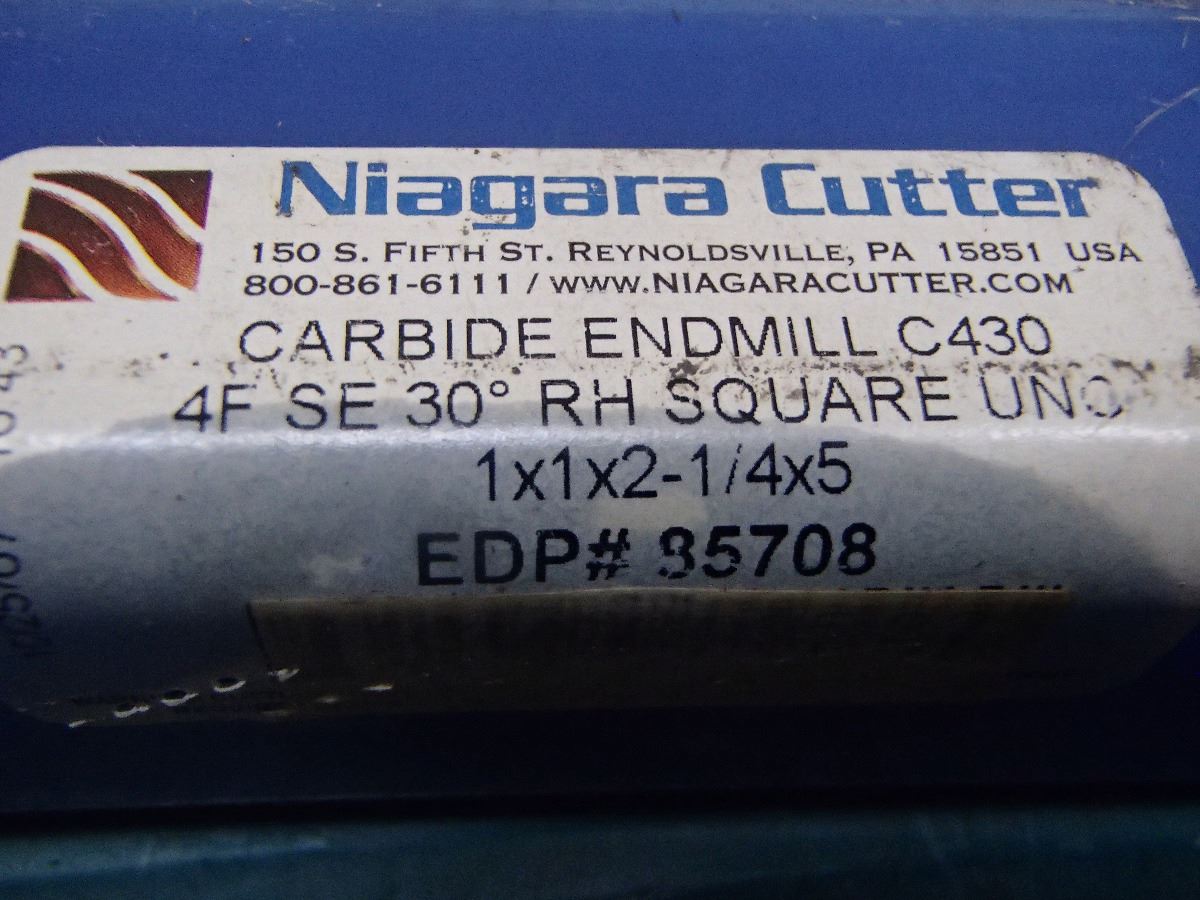 Niagara Cutter
150 S. FIFTH ST. REYNOLDSVILLE, PA 15851 USA
800-861-6111 / WWW.NIAGARACUTTER.COM
CARBIDE ENDMILL C430
4F SE 30° RH SQUARE UNC
1x1x2-1/4x5
EDP#